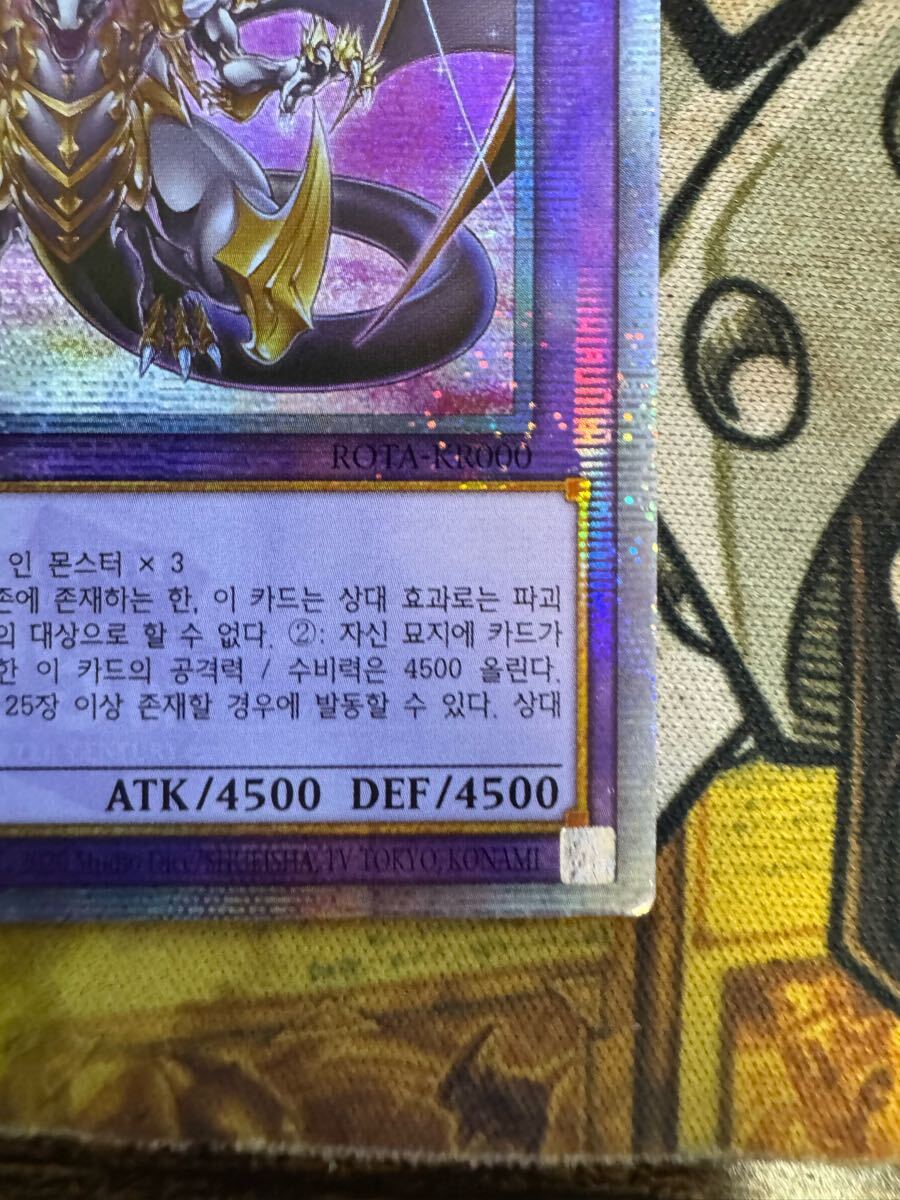 ROTA-KR000
인 몬스터 × 3
존에 존재하는 한, 이 카드는 상대 효과로는 파괴
의 대상으로 할 수 없다. ②: 자신 묘지에 카드가
한 이 카드의 공격력 / 수비력은 4500 올린다.
25장 이상 존재할 경우에 발동할 수 있다. 상대
ATK/4500 DEF/4500
2020 Studio Dice/SHUEISHA, TV TOKYO, KONAMI